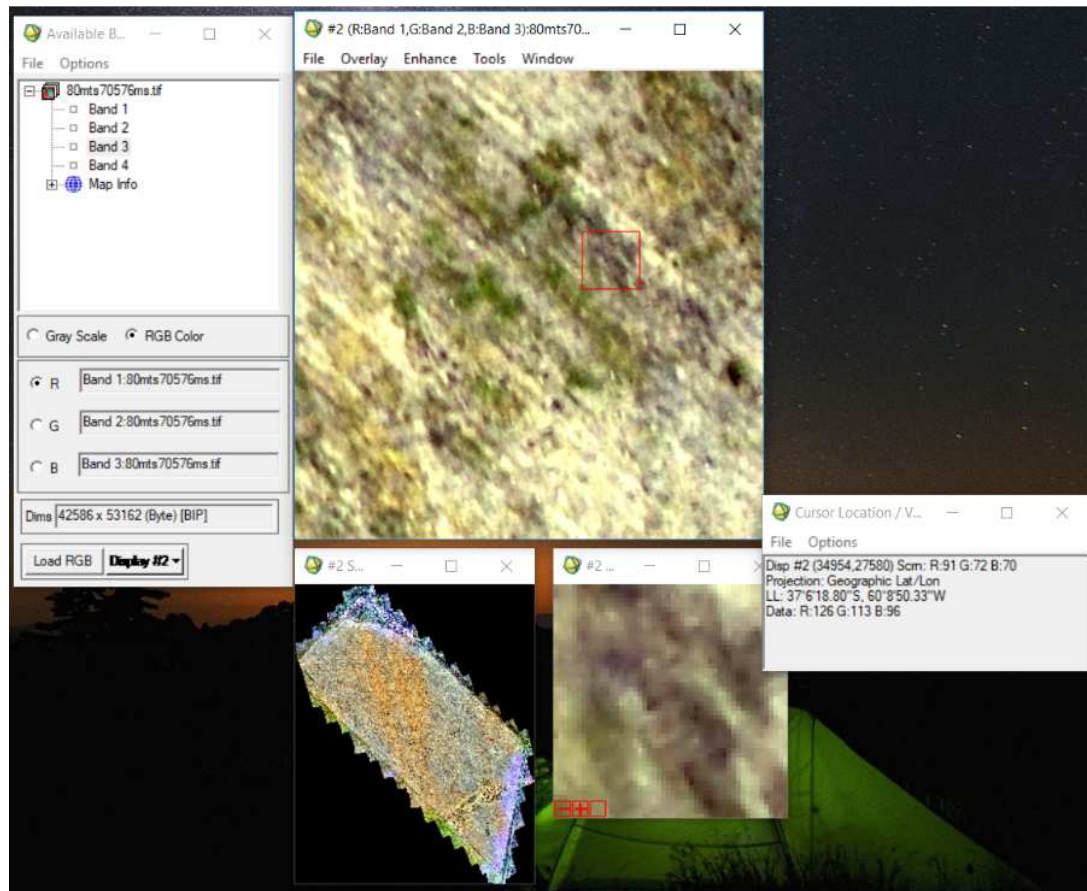 Available B...
File Options
80mts70576ms.tif
Band 1
Band 2
Band 3
Band 4
Map Info
Gray Scale RGB Color
R Band 1:80mts70576ms.tif
G Band 2:80mts70576ms.tif
B Band 3:80mts70576ms.tif
Dims 42586 x 53162 (Byte) [BIP]
Load RGB Display #2
#2 (R:Band 1,G:Band 2,B:Band 3):80mts70...
File Overlay Enhance Tools Window
#2 S...
#2 ...
Cursor Location / V...
File Options
Disp #2 (34954,27580) Scrn: R:91 G:72 B:70
Projection: Geographic Lat/Lon
LL: 37°6'18.80"S, 60°8'50.33"W
Data: R:126 G:113 B:96